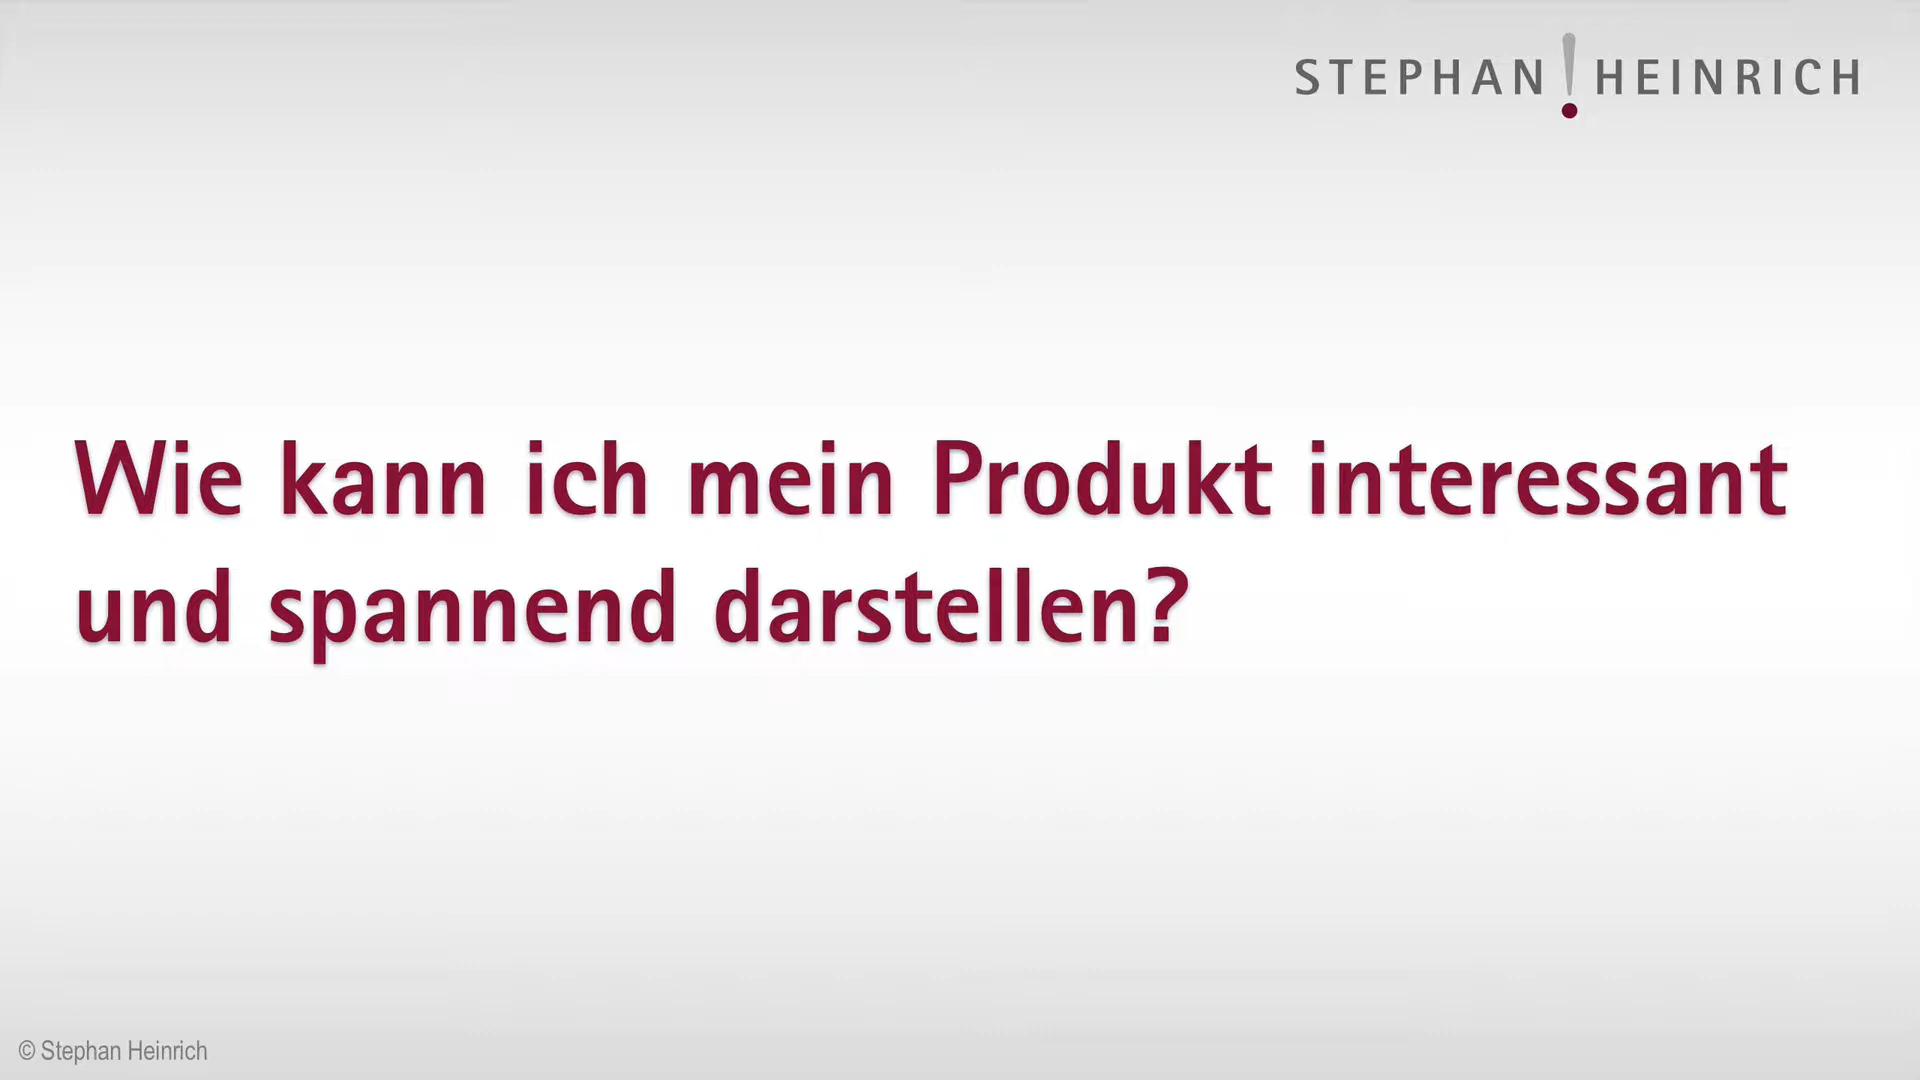 STEPHAN!HEINRICH
Wie kann ich mein Produkt interessant
und spannend darstellen?
© Stephan Heinrich